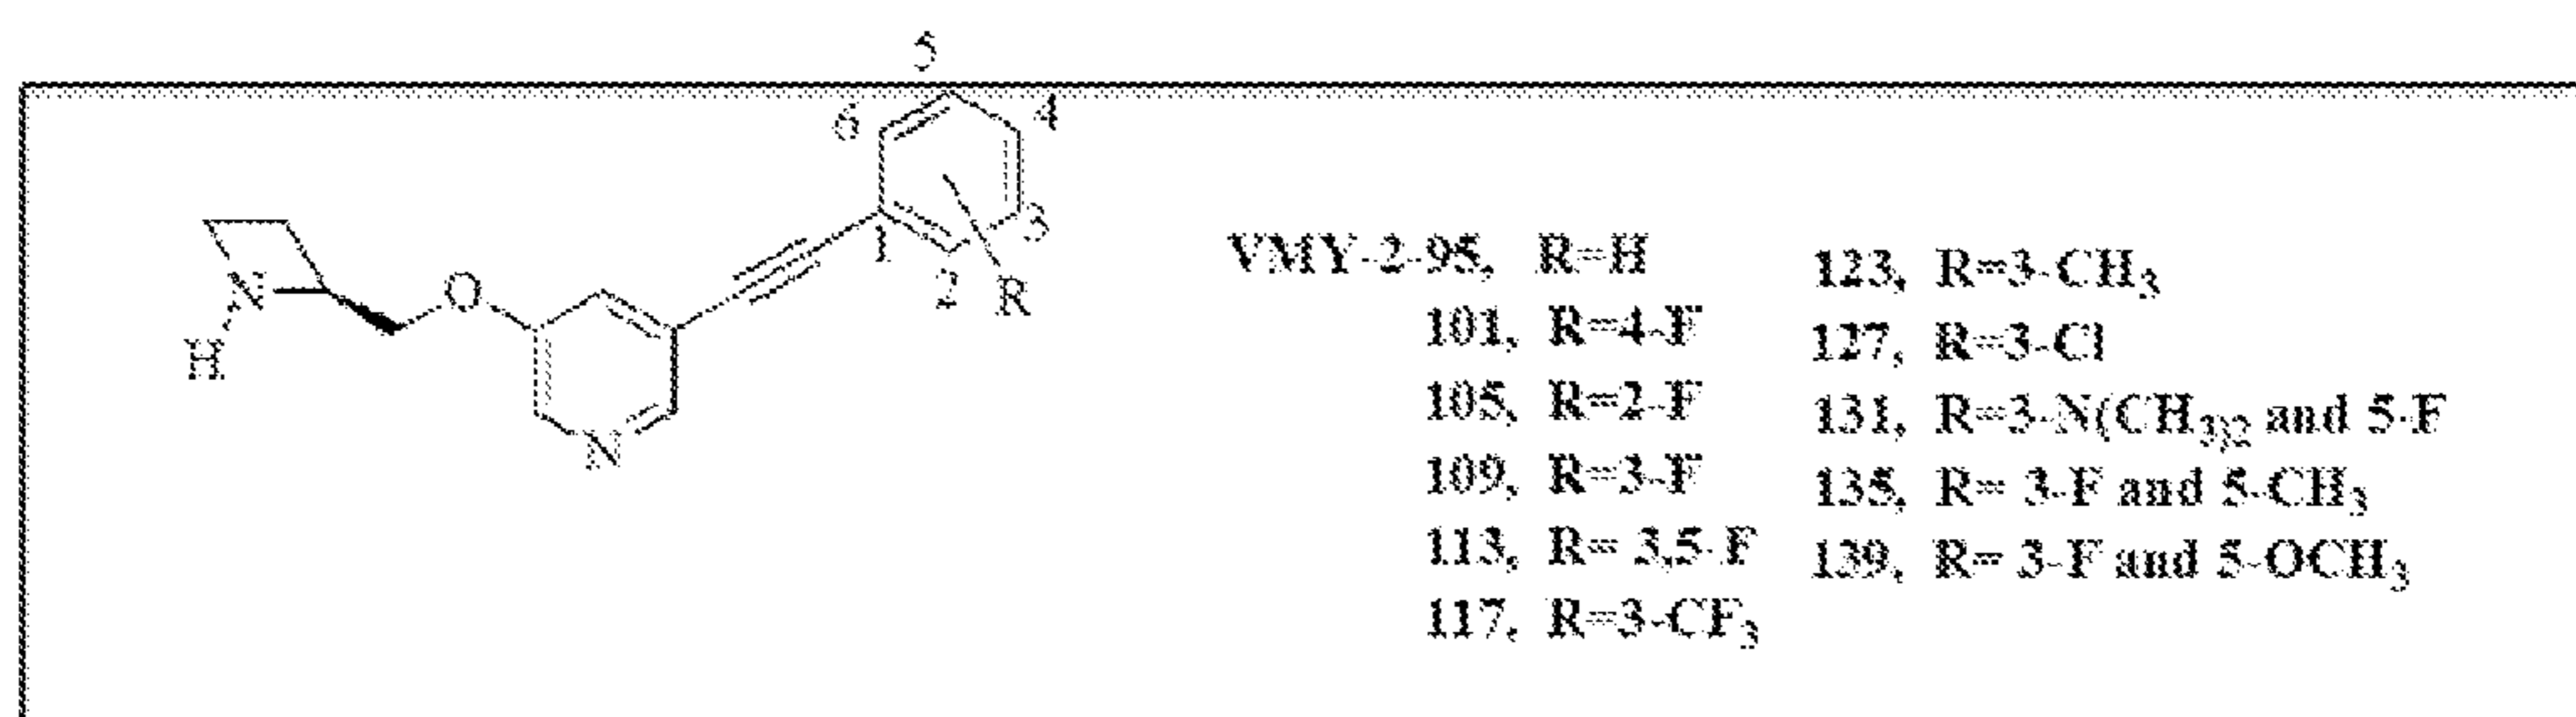 5
6
4
1
2
3
R
N
H
O
N
VMY-2-95, R=H
101, R=4-F
105, R=2-F
109, R=3-F
113, R= 3,5-F
117, R=3-CF3
123, R=3-CH3
127, R=3-Cl
131, R=3-N(CH3)2 and 5-F
135, R= 3-F and 5-CH3
139, R= 3-F and 5-OCH3